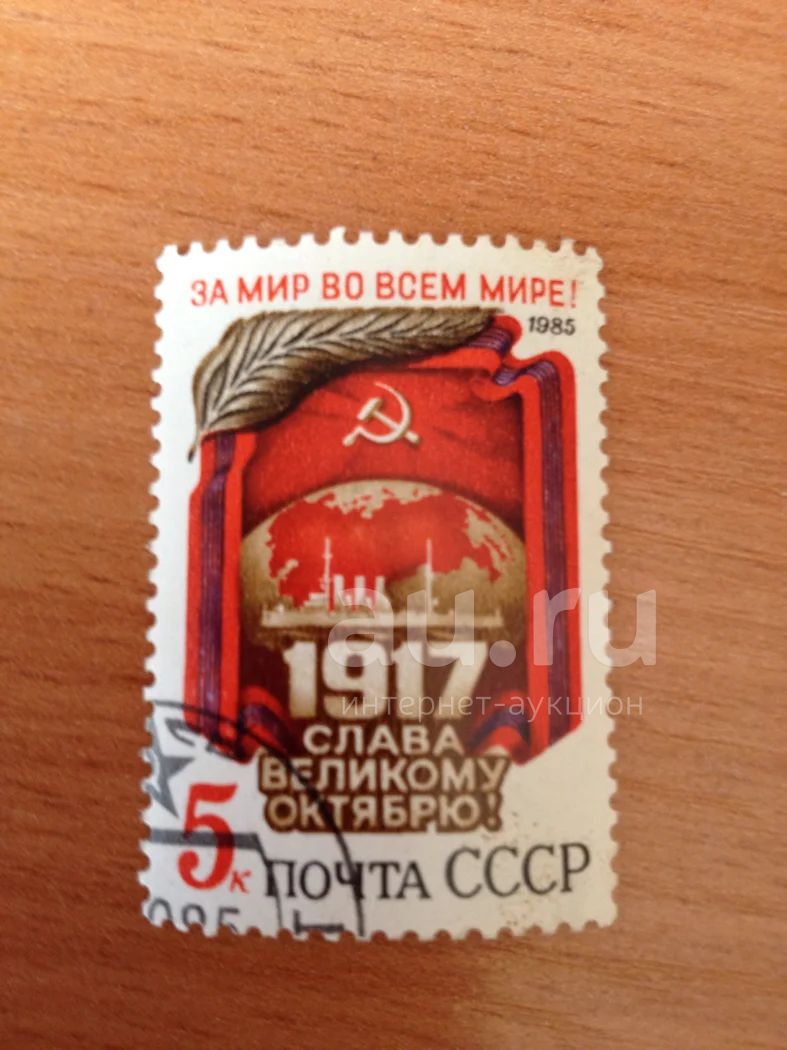 ЗА МИР ВО ВСЕМ МИРЕ!
1985
au.ru
интернет-аукцион
1917
СЛАВА
ВЕЛИКОМУ
ОКТЯБРЮ!
5к ПОЧТА СССР